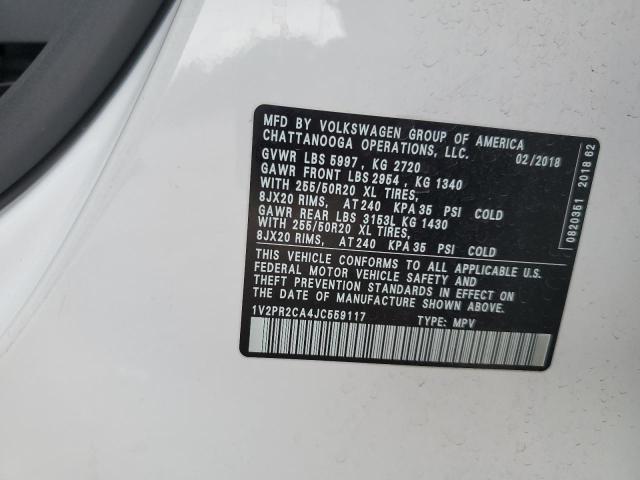 MFD BY VOLKSWAGEN GROUP OF AMERICA
CHATTANOOGA OPERATIONS, LLC. 02/2018
GVWR LBS 5997, KG 2720
GAWR FRONT LBS 2954, KG 1340
WITH 255/50R20 XL TIRES,
8JX20 RIMS, AT 240 KPA 35 PSI COLD
GAWR REAR LBS 3153L KG 1430
WITH 255/50R20 XL TIRES,
8JX20 RIMS, AT 240 KPA 35 PSI COLD
THIS VEHICLE CONFORMS TO ALL APPLICABLE U.S.
FEDERAL MOTOR VEHICLE SAFETY AND
THEFT PREVENTION STANDARDS IN EFFECT ON
THE DATE OF MANUFACTURE SHOWN ABOVE.
1V2PR2CA4JC559117 TYPE: MPV
0820351 2018 62